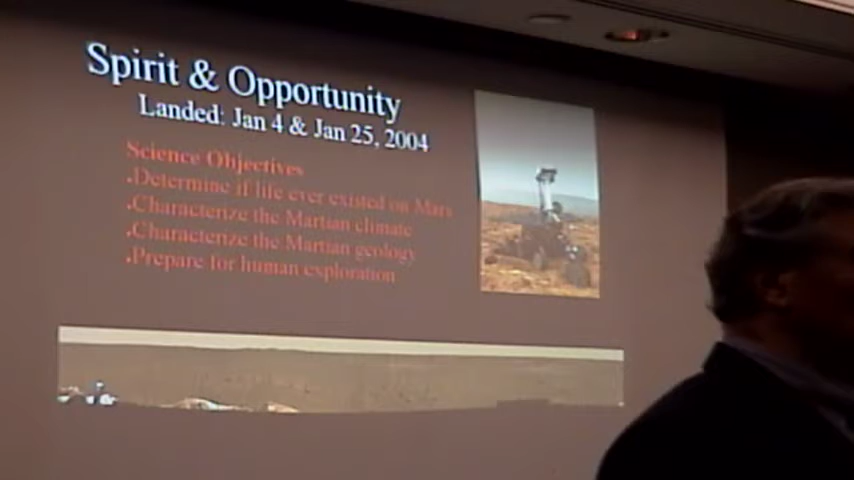 Spirit & Opportunity
Landed: Jan 4 & Jan 25, 2004
Science Objectives
.Determine if life ever existed on Mars
.Characterize the Martian climate
.Characterize the Martian geology
.Prepare for human exploration